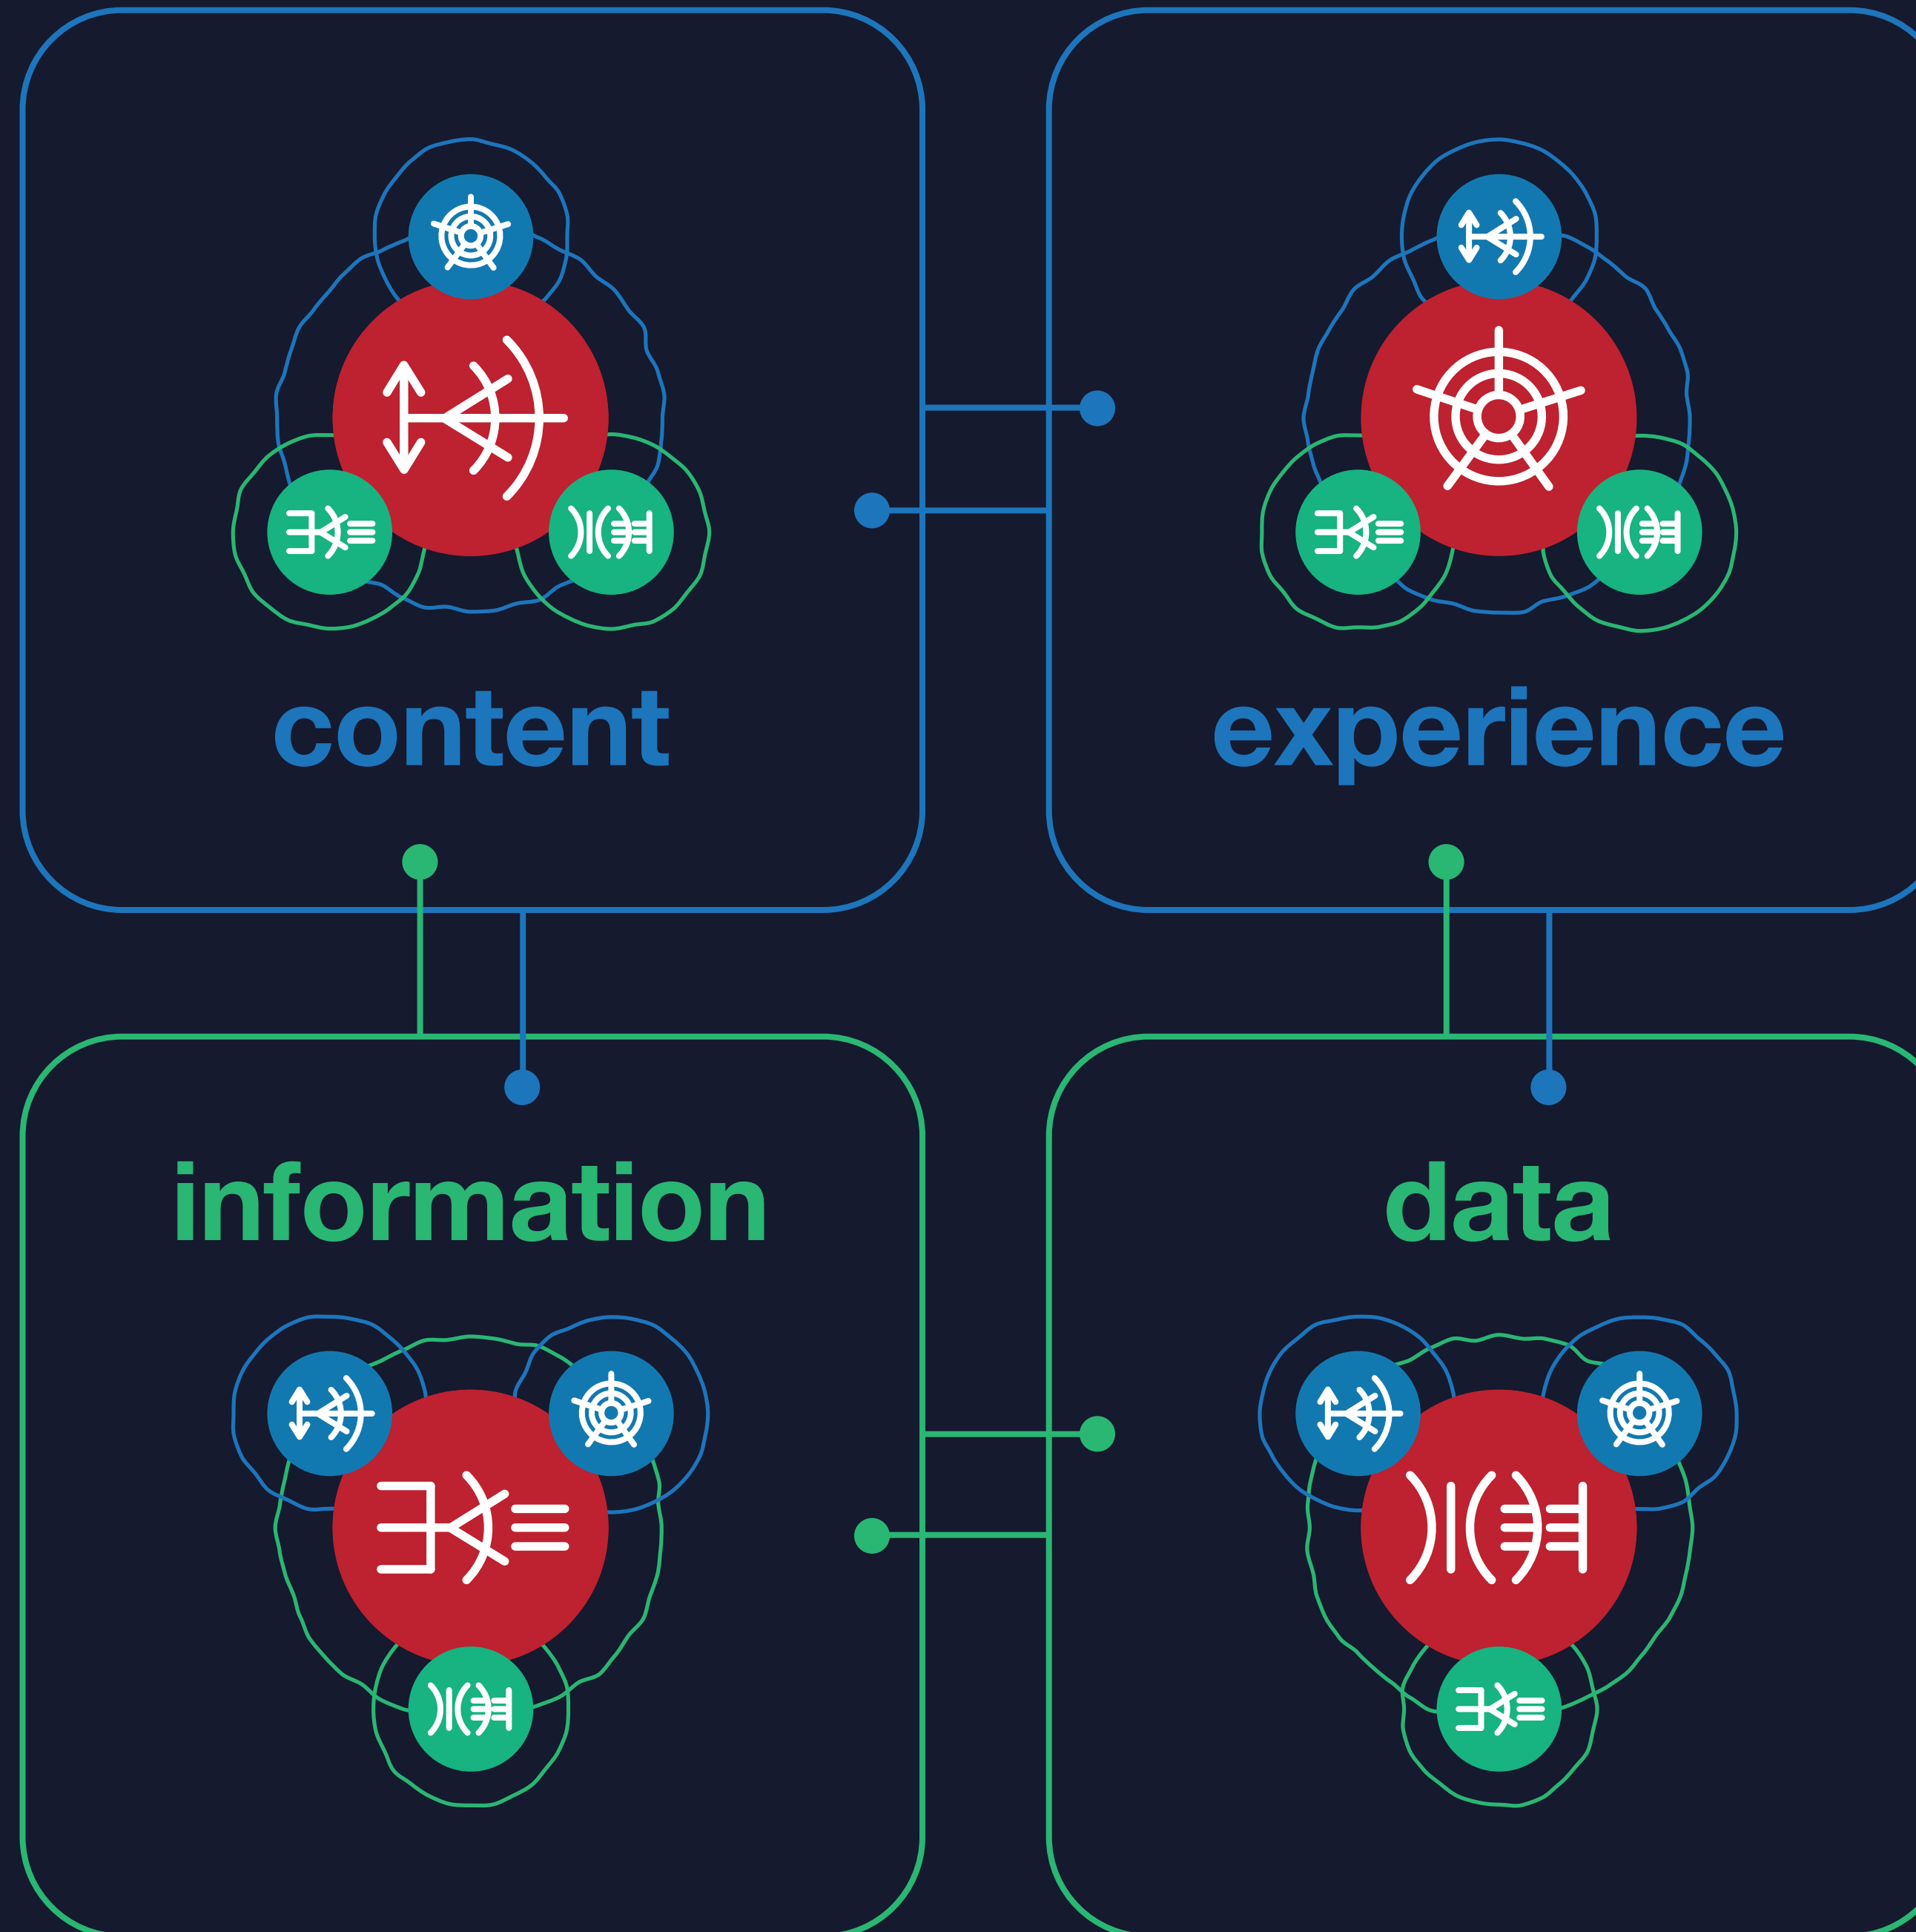 content
experience
information
data